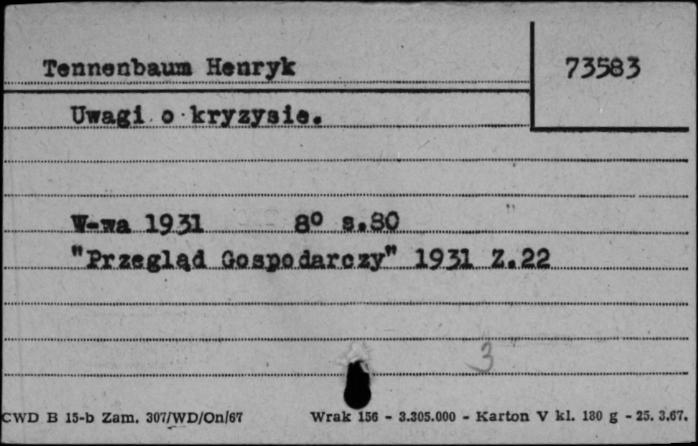 Tennenbaum Henryk 73583
Uwagi o kryzysie.
W-wa 1931 8° s.80
"Przegląd Gospodarczy" 1931 Z.22
3
CWD B 15-b Zam. 307/WD/On/67 Wrak 156 - 3.305.000 - Karton V kl. 180 g - 25. 3.67.